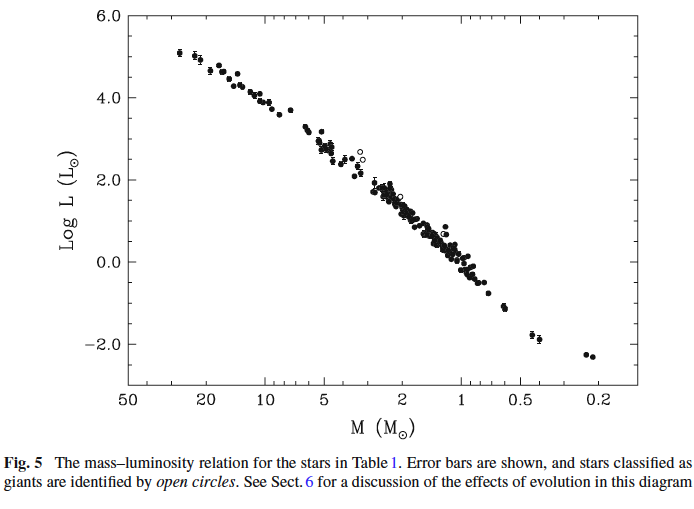 6.0
4.0
2.0
0.0
−2.0
Log L (L⊙)
50 20 10 5 2 1 0.5 0.2
M (M⊙)
Fig. 5 The mass–luminosity relation for the stars in Table 1. Error bars are shown, and stars classified as
giants are identified by open circles. See Sect. 6 for a discussion of the effects of evolution in this diagram